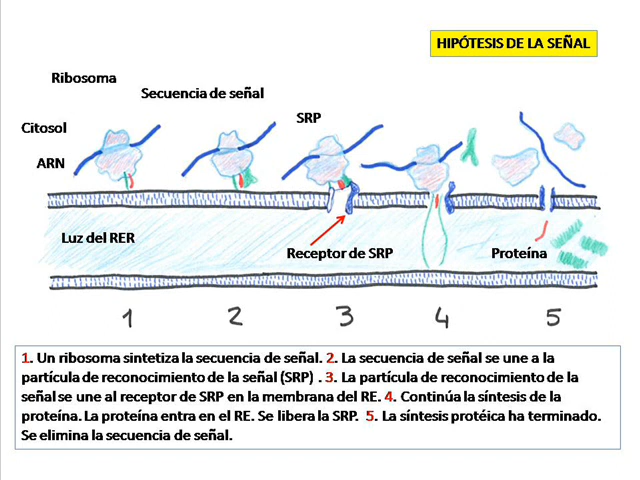 HIPÓTESIS DE LA SEÑAL
Ribosoma
Secuencia de señal
SRP
Citosol
ARN
Luz del RER
Receptor de SRP
Proteína
1 2 3 4 5
1. Un ribosoma sintetiza la secuencia de señal. 2. La secuencia de señal se une a la
partícula de reconocimiento de la señal (SRP) . 3. La partícula de reconocimiento de la
señal se une al receptor de SRP en la membrana del RE. 4. Continúa la síntesis de la
proteína. La proteína entra en el RE. Se libera la SRP. 5. La síntesis protéica ha terminado.
Se elimina la secuencia de señal.